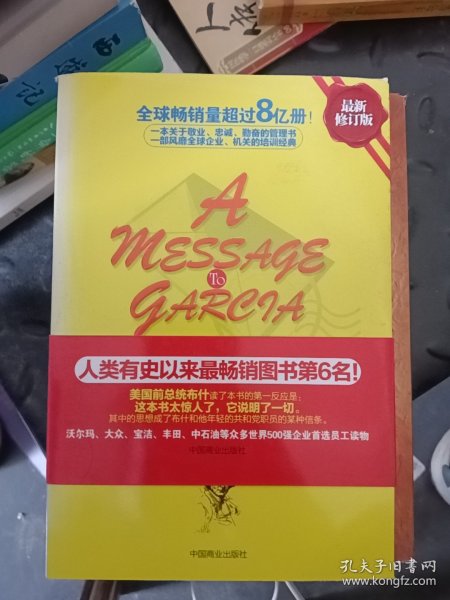 西游记
全球畅销量超过8亿册!
最新
修订版
一本关于敬业、忠诚、勤奋的管理书
一部风靡全球企业、机关的培训经典
A
MESSAGE
To
GARCIA
人类有史以来最畅销图书第6名!
美国前总统布什读了本书的第一反应是:
这本书太惊人了,它说明了一切。
其中的思想成了布什和他年轻的共和党职员的某种信条。
沃尔玛、大众、宝洁、丰田、中石油等众多世界500强企业首选员工读物
中国商业出版社
中国商业出版社
孔夫子旧书网
www.kongfz.com